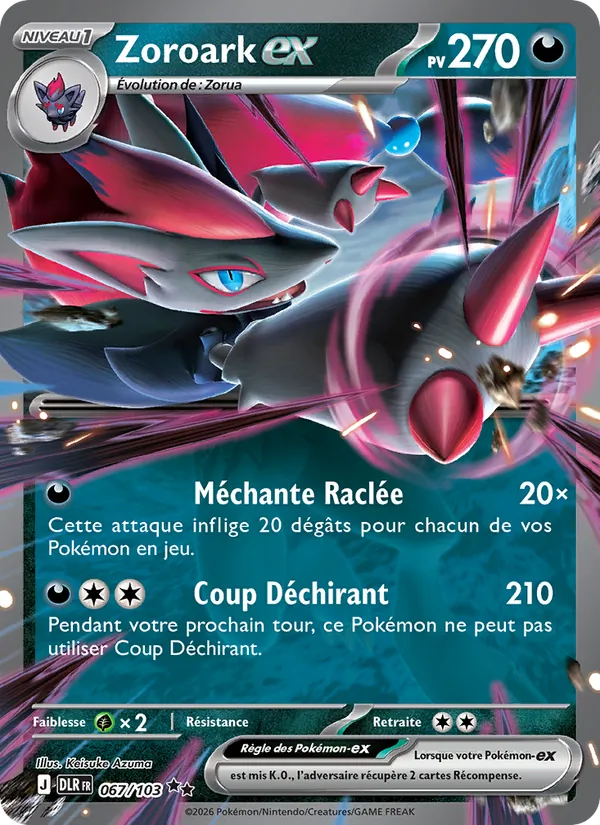 NIVEAU 1
Zoroark ex
PV 270
Évolution de : Zorua
Méchante Raclée 20×
Cette attaque inflige 20 dégâts pour chacun de vos
Pokémon en jeu.
Coup Déchirant 210
Pendant votre prochain tour, ce Pokémon ne peut pas
utiliser Coup Déchirant.
Faiblesse ×2 Résistance Retraite
Illus. Keisuke Azuma
Règle des Pokémon-ex Lorsque votre Pokémon-ex
est mis K.O., l'adversaire récupère 2 cartes Récompense.
J DLR FR 067/103
©2026 Pokémon/Nintendo/Creatures/GAME FREAK